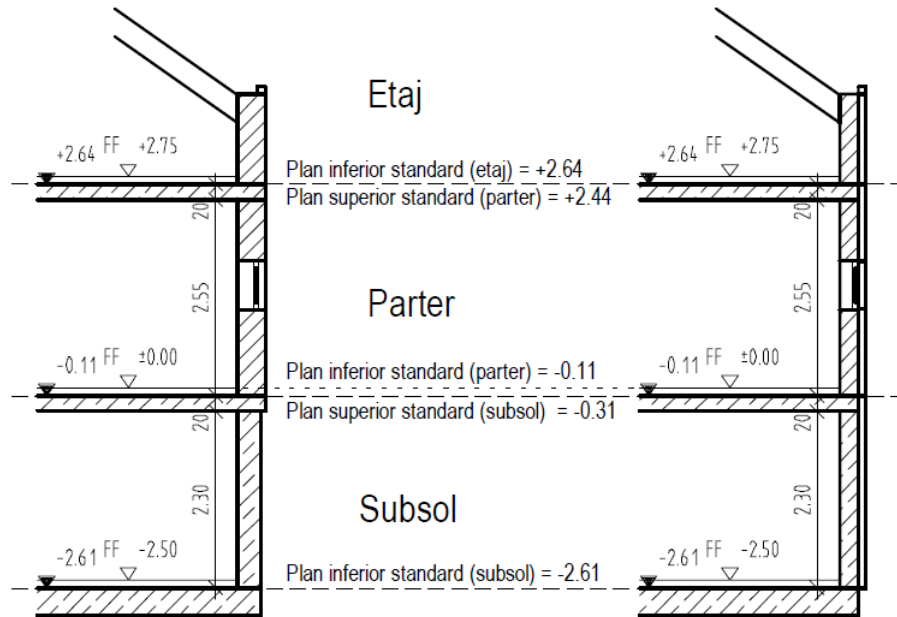 Etaj
+2.64 FF +2.75
Plan inferior standard (etaj) = +2.64
+2.64 FF +2.75
Plan superior standard (parter) = +2.44
20
20
2.55
Parter
2.55
-0.11 FF ±0.00
Plan inferior standard (parter) = -0.11
-0.11 FF ±0.00
Plan superior standard (subsol) = -0.31
20
20
2.30
Subsol
2.30
-2.61 FF -2.50
Plan inferior standard (subsol) = -2.61
-2.61 FF -2.50